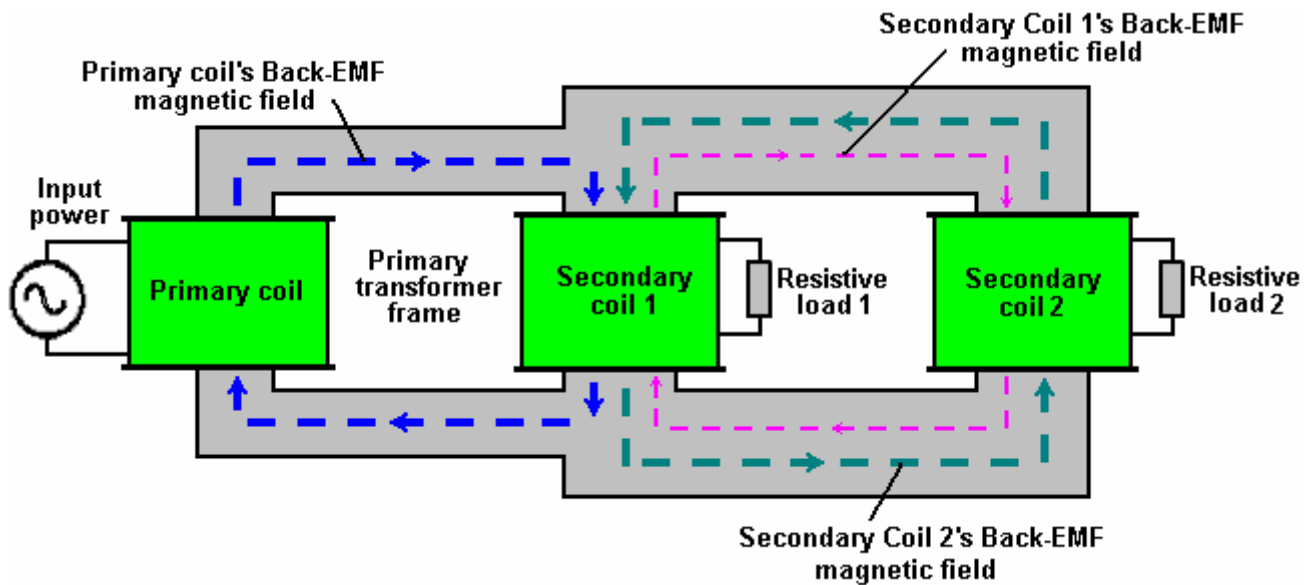 Secondary Coil 1's Back-EMF
magnetic field
Primary coil's Back-EMF
magnetic field
Input
power
Primary coil
Primary
transformer
frame
Secondary
coil 1
Resistive
load 1
Secondary
coil 2
Resistive
load 2
Secondary Coil 2's Back-EMF
magnetic field